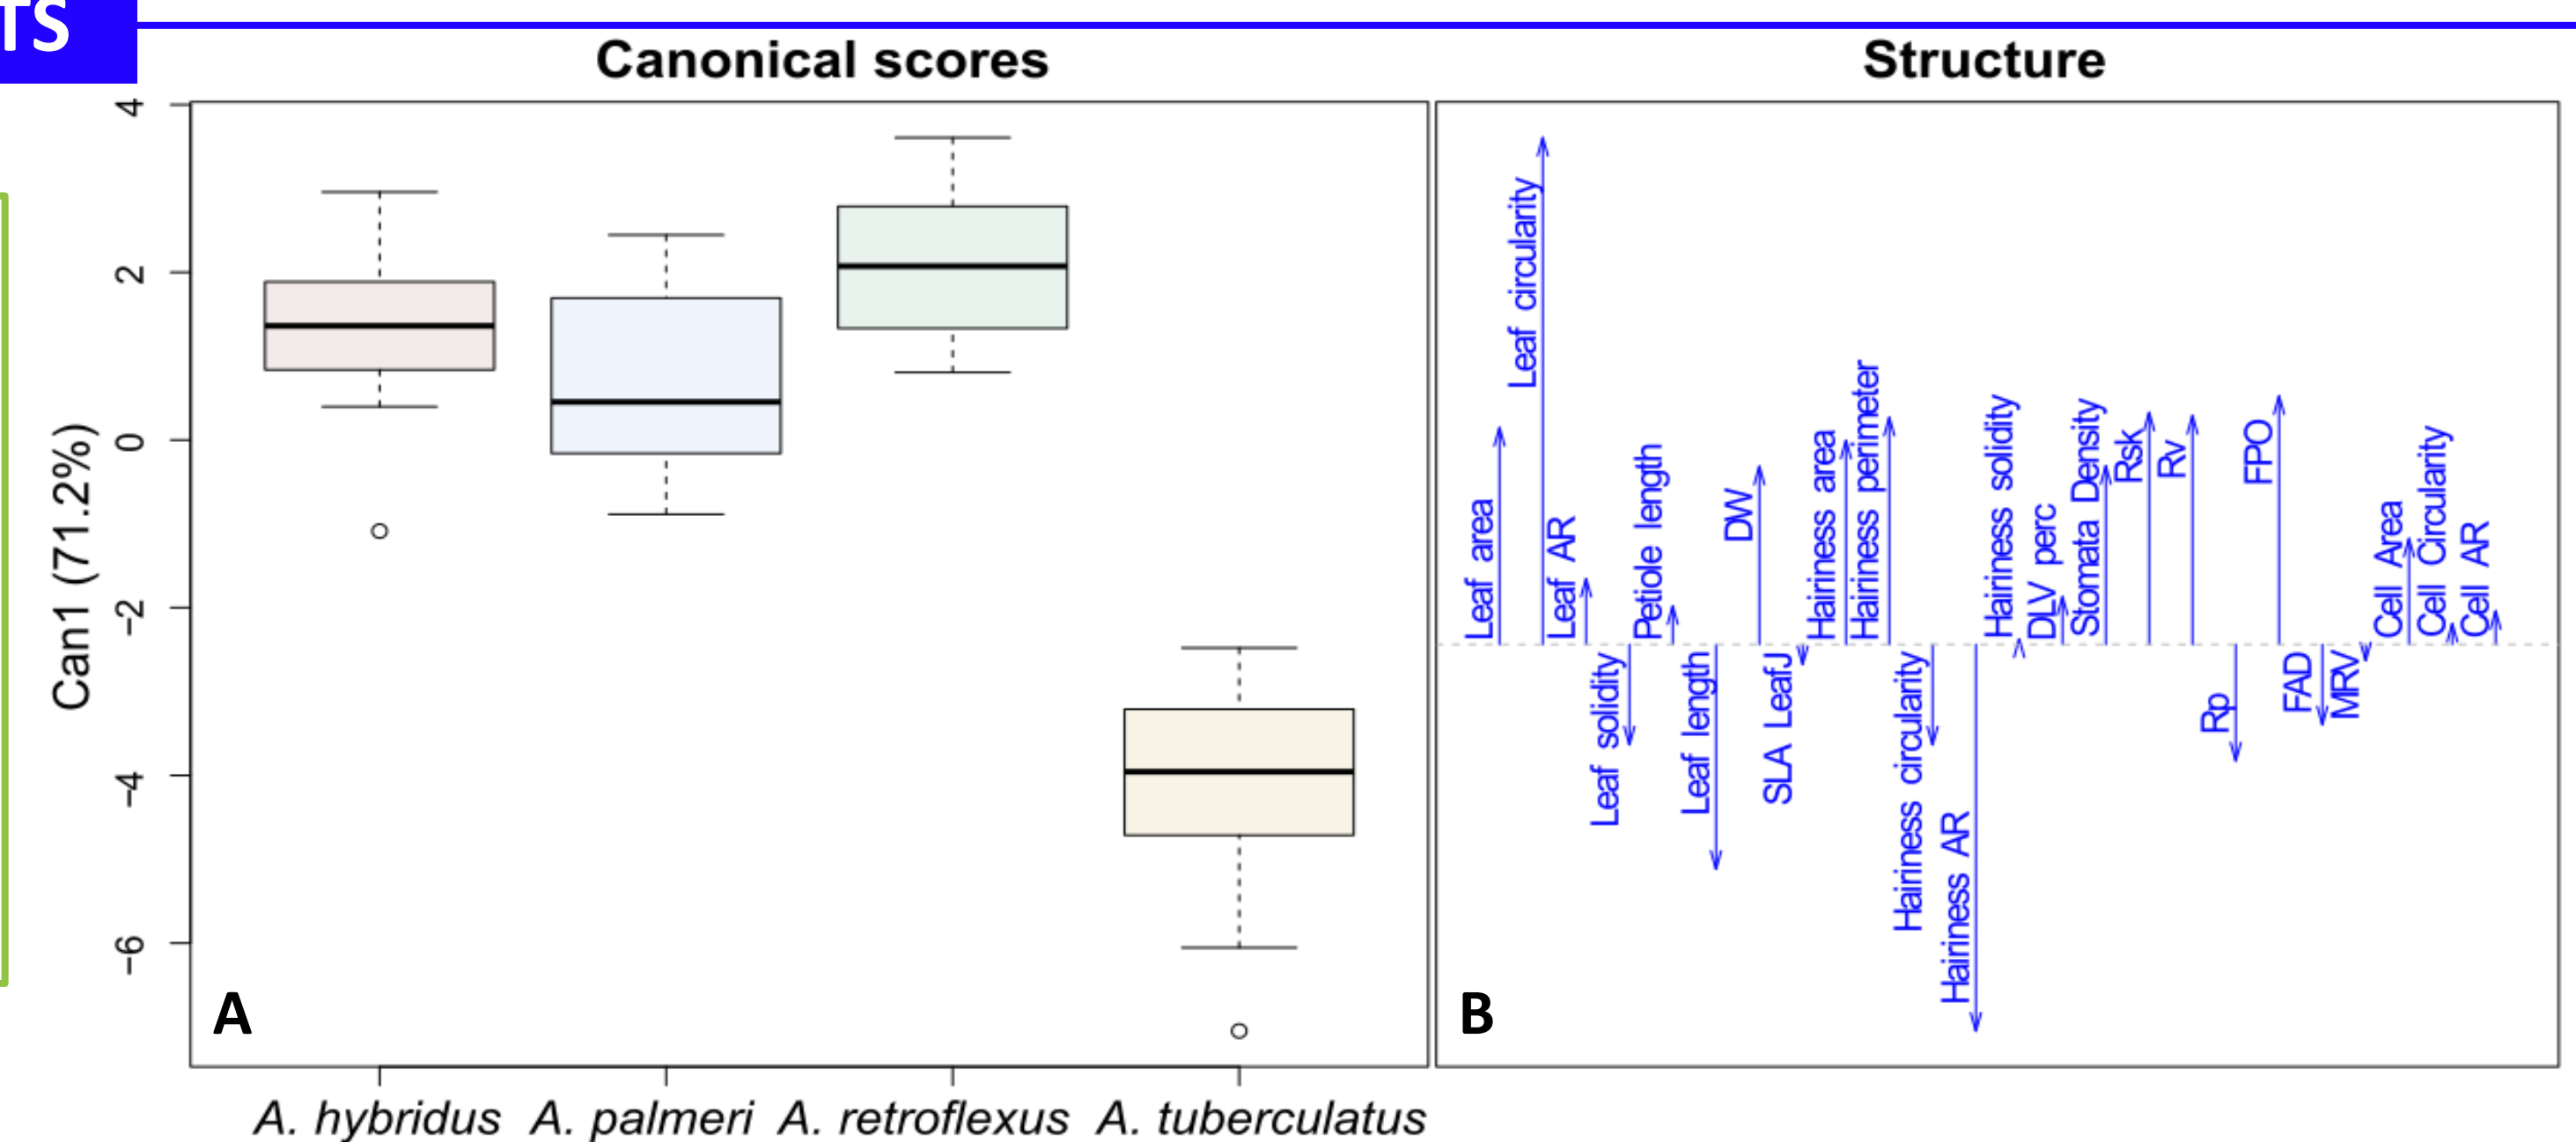 TS
Canonical scores
Structure
Can1 (71.2%)
4
2
0
−2
−4
−6
A
A. hybridus
A. palmeri
A. retroflexus
A. tuberculatus
Leaf area
Leaf circularity
Leaf AR
Leaf solidity
Petiole length
Leaf length
DW
SLA LeafJ
Hairiness area
Hairiness perimeter
Hairiness circularity
Hairiness AR
Hairiness solidity
DLV perc
Stomata Density
Rsk
Rv
Rp
FPO
FAD
MRV
Cell Area
Cell Circularity
Cell AR
B